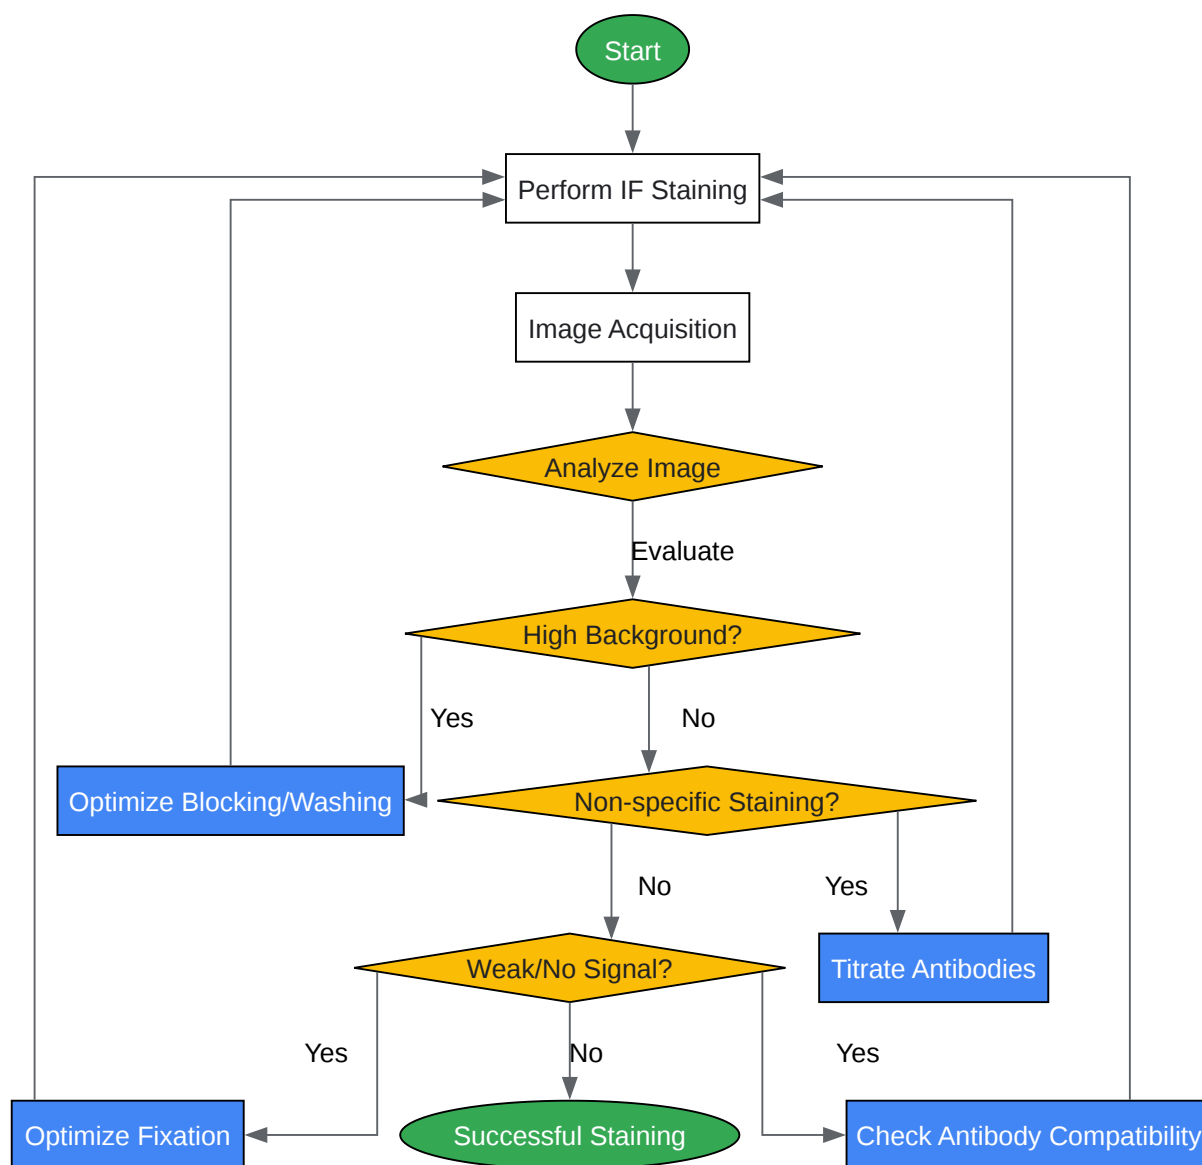 Start
Perform IF Staining
Image Acquisition
Analyze Image
Evaluate
High Background?
Yes
No
Optimize Blocking/Washing
Non-specific Staining?
No
Yes
Weak/No Signal?
Titrate Antibodies
Yes
No
Yes
Optimize Fixation
Successful Staining
Check Antibody Compatibility